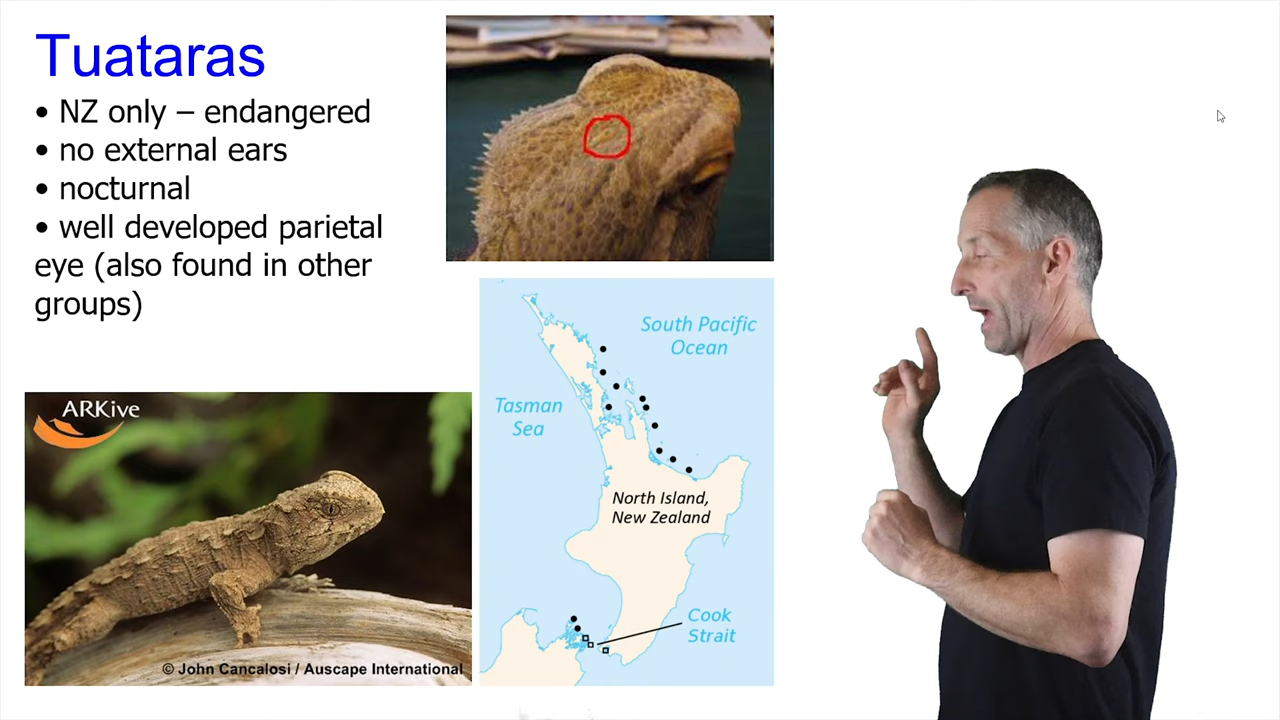 Tuataras
• NZ only – endangered
• no external ears
• nocturnal
• well developed parietal
eye (also found in other
groups)
South Pacific
Ocean
Tasman
Sea
North Island,
New Zealand
Cook
Strait
ARKive
© John Cancalosi / Auscape International